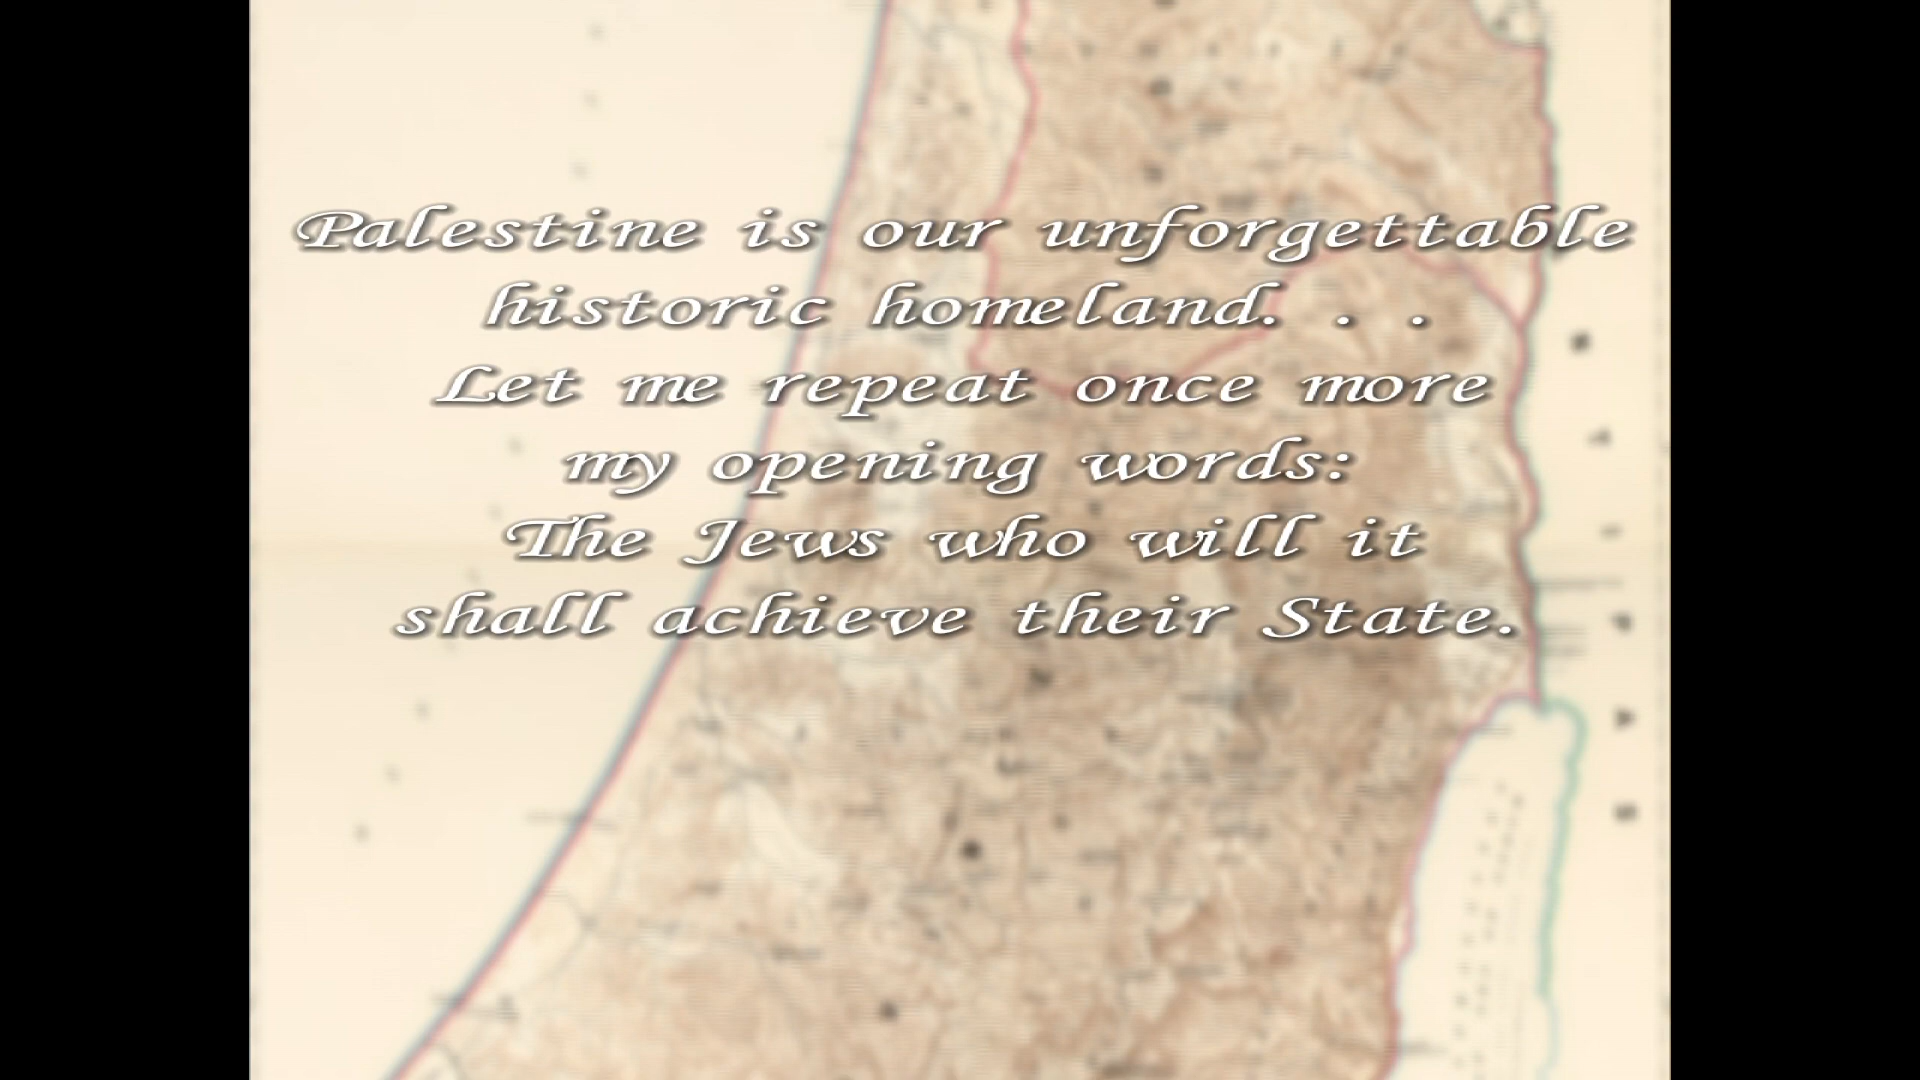 Palestine is our unforgettable
historic homeland. . .
Let me repeat once more
my opening words:
The Jews who will it
shall achieve their State.